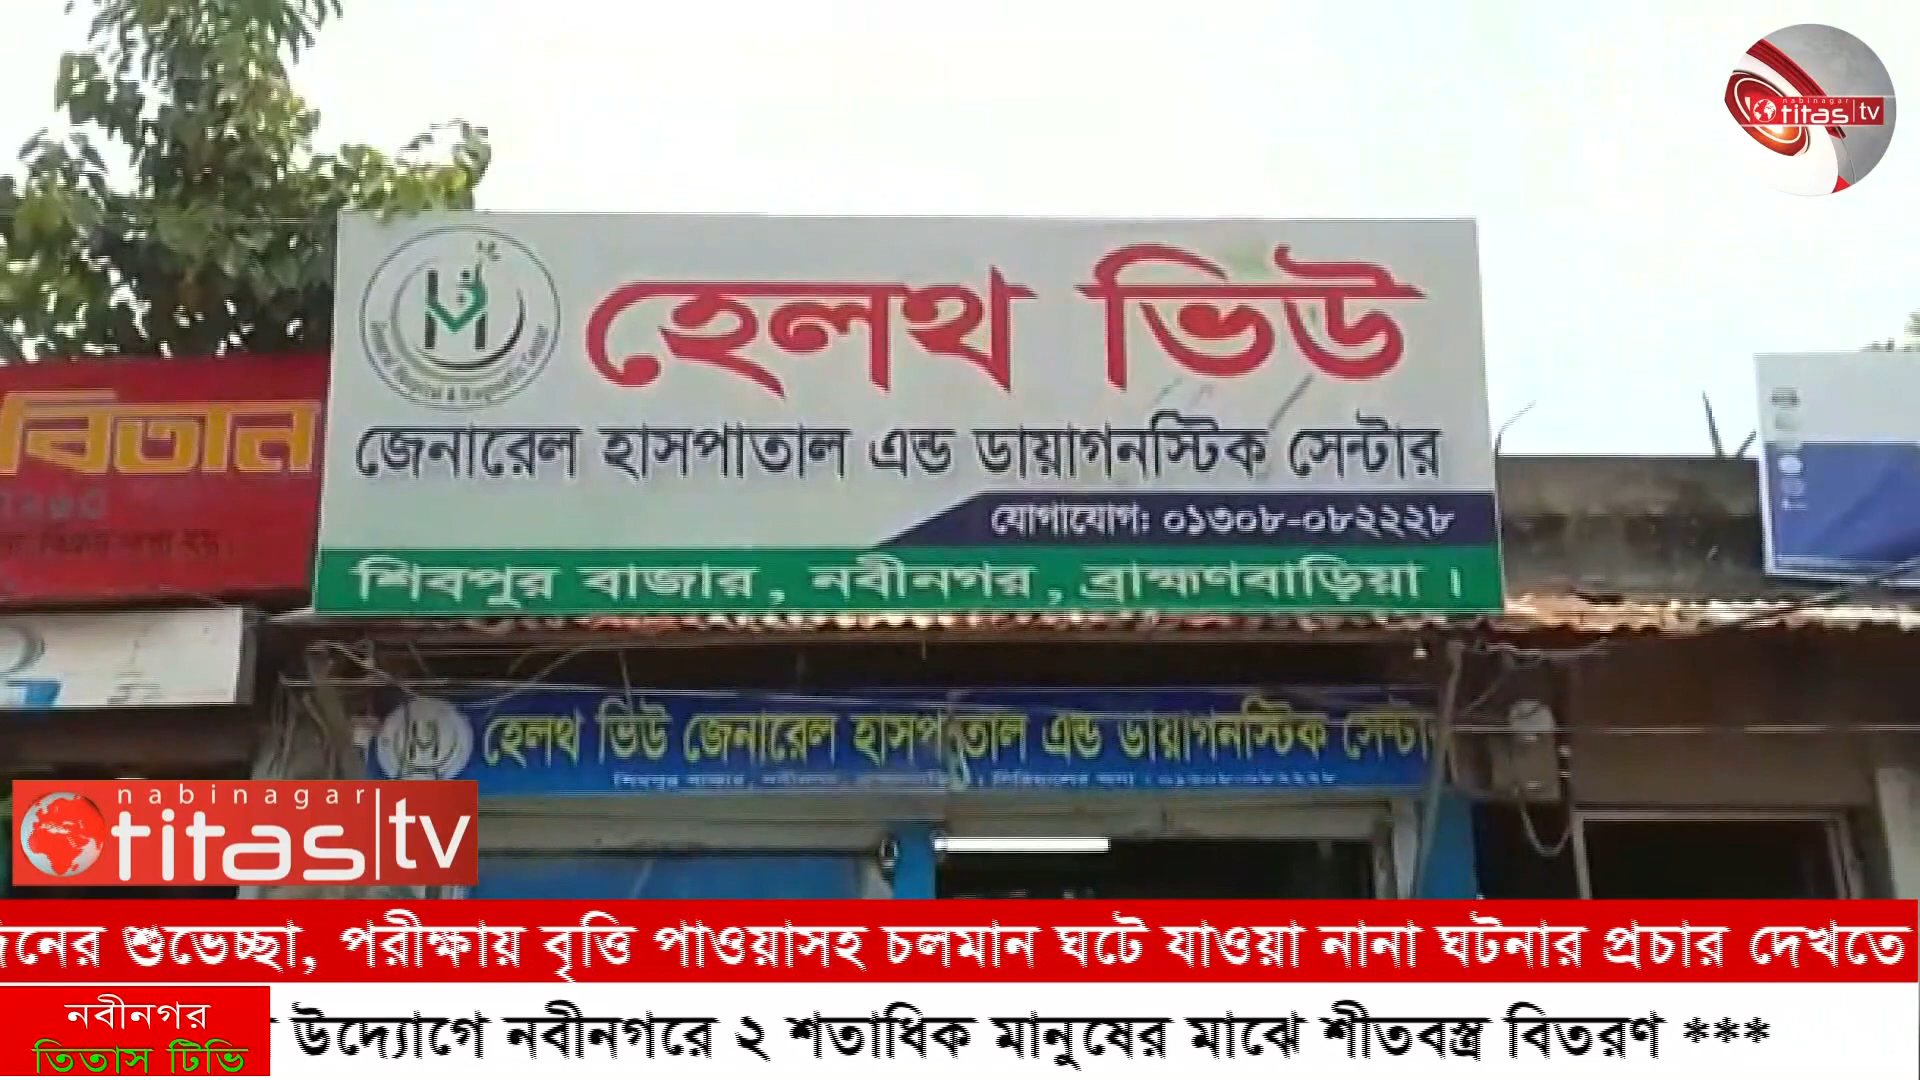 nabinagar
titas tv
হেলথ ভিউ
জেনারেল হাসপাতাল এন্ড ডায়াগনস্টিক সেন্টার
যোগাযোগ: ০১৩০৮-০৮২২২৮
শিবপুর বাজার, নবীনগর, ব্রাহ্মণবাড়িয়া ।
বিতান
হেলথ ভিউ জেনারেল হাসপাতাল এন্ড ডায়াগনস্টিক সেন্টার
nabinagar
titas tv
শুভেচ্ছা, পরীক্ষায় বৃত্তি পাওয়াসহ চলমান ঘটে যাওয়া নানা ঘটনার প্রচার দেখতে
নবীনগর
তিতাস টিভি
উদ্যোগে নবীনগরে ২ শতাধিক মানুষের মাঝে শীতবস্ত্র বিতরণ ***